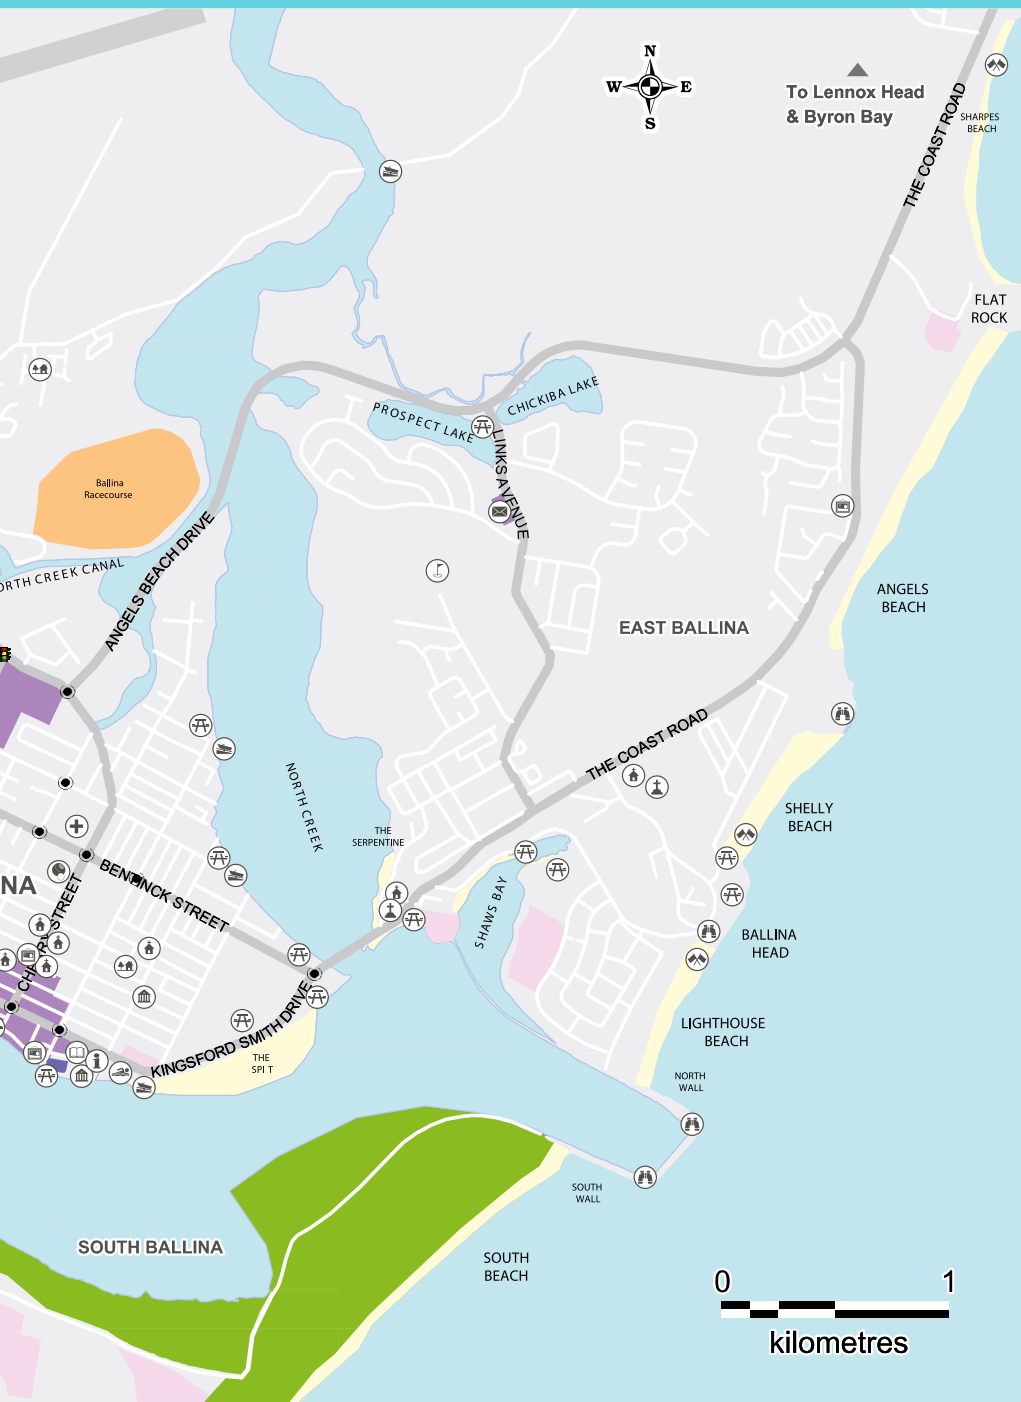 N
W E
S
To Lennox Head
& Byron Bay
THE COAST ROAD
SHARPES
BEACH
FLAT
ROCK
PROSPECT LAKE
CHICKIBA LAKE
LINKS AVENUE
Ballina
Racecourse
ORTH CREEK CANAL
ANGELS BEACH DRIVE
ANGELS
BEACH
EAST BALLINA
THE COAST ROAD
NORTH CREEK
THE
SERPENTINE
SHELLY
BEACH
NA
BENTINCK STREET
STREET
SHAWS BAY
BALLINA
HEAD
LIGHTHOUSE
BEACH
KINGSFORD SMITH DRIVE
THE
SPI T
NORTH
WALL
SOUTH
WALL
SOUTH BALLINA
SOUTH
BEACH
0 1
kilometres